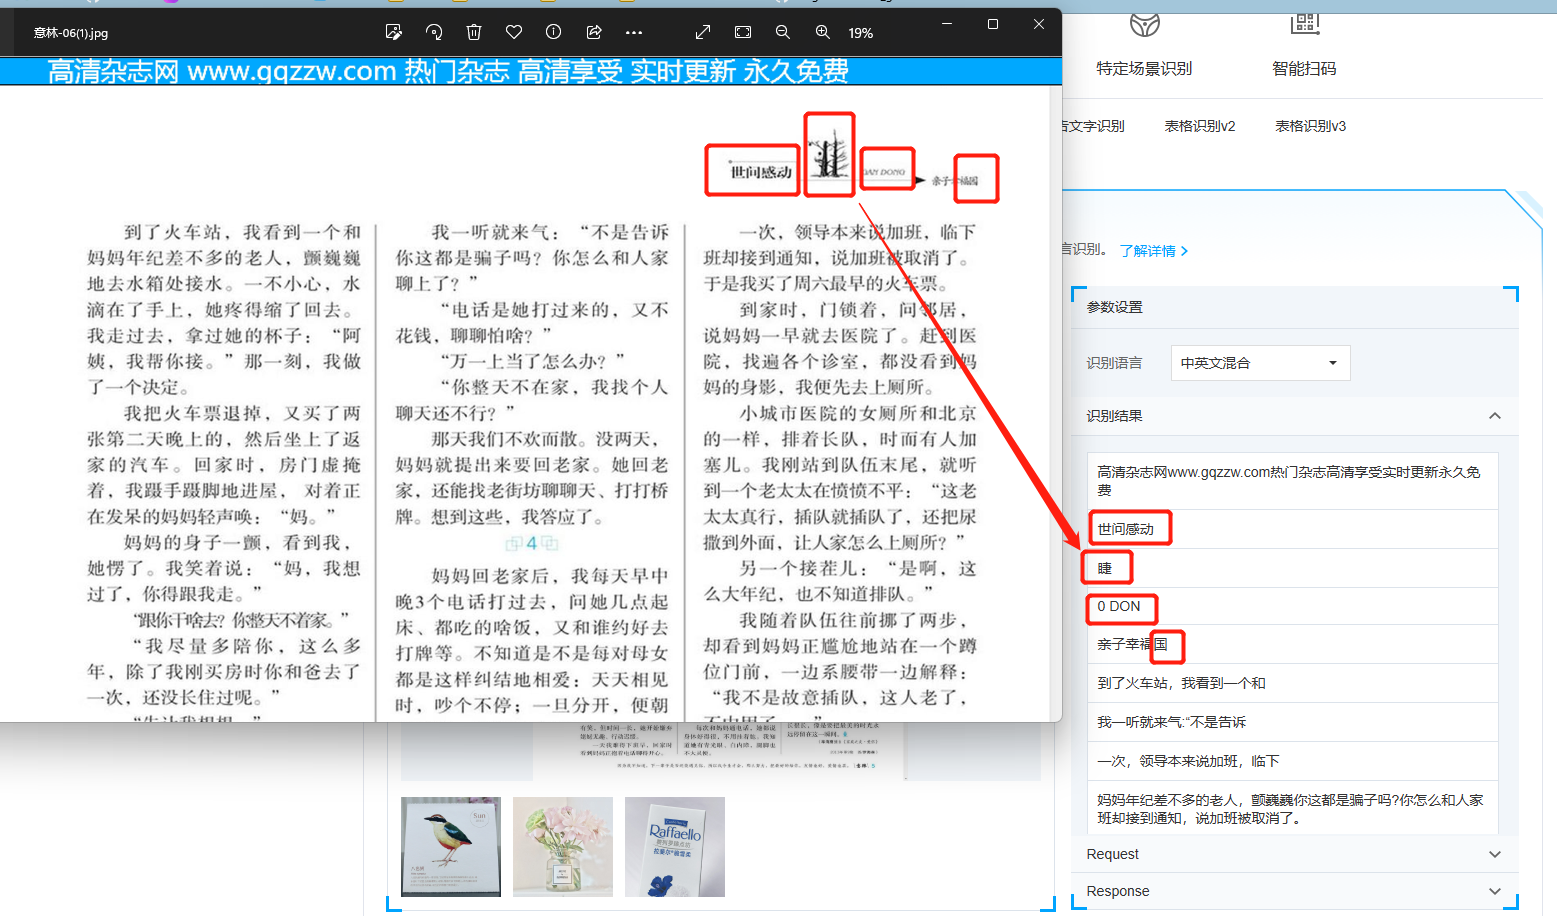 意林-06(1).jpg
19%
高清杂志网 www.gqzzw.com 热门杂志 高清享受 实时更新 永久免费
世间感动
DAN DONG
亲子幸福园
到了火车站，我看到一个和
妈妈年纪差不多的老人，颤巍巍
地去水箱处接水。一不小心，水
滴在了手上，她疼得缩了回去。
我走过去，拿过她的杯子：“阿
姨，我帮你接。”那一刻，我做
了一个决定。
我把火车票退掉，又买了两
张第二天晚上的，然后坐上了返
家的汽车。回家时，房门虚掩
着，我蹑手蹑脚地进屋， 对着正
在发呆的妈妈轻声唤：“妈。”
妈妈的身子一颤，看到我，
她愣了。我笑着说：“妈，我想
过了，你得跟我走。”
“跟你干啥去？你整天不着家。”
“我尽量多陪你，这么多
年，除了我刚买房时你和爸去了
一次，还没长住过呢。”
我一听就来气：“不是告诉
你这都是骗子吗？你怎么和人家
聊上了？”
“电话是她打过来的，又不
花钱，聊聊怕啥？”
“万一上当了怎么办？”
“你整天不在家，我找个人
聊天还不行？”
那天我们不欢而散。没两天，
妈妈就提出来要回老家。她回老
家，还能找老街坊聊聊天、打打桥
牌。想到这些，我答应了。
4
妈妈回老家后，我每天早中
晚3个电话打过去，问她几点起
床、都吃的啥饭，又和谁约好去
打牌等。不知道是不是每对母女
都是这样纠结地相爱：天天相见
时，吵个不停；一旦分开，便朝
一次，领导本来说加班，临下
班却接到通知，说加班被取消了。
于是我买了周六最早的火车票。
到家时，门锁着，问邻居，
说妈妈一早就去医院了。赶到医
院，找遍各个诊室，都没看到妈
妈的身影，我便先去上厕所。
小城市医院的女厕所和北京
的一样，排着长队，时而有人加
塞儿。我刚站到队伍末尾，就听
到一个老太太在愤愤不平：“这老
太太真行，插队就插队了，还把尿
撒到外面，让人家怎么上厕所？”
另一个接茬儿：“是啊，这
么大年纪，也不知道排队。”
我随着队伍往前挪了两步，
却看到妈妈正尴尬地站在一个蹲
位门前，一边系腰带一边解释：
“我不是故意插队，这人老了，
特定场景识别
智能扫码
告文字识别
表格识别v2
表格识别v3
言识别。 了解详情
参数设置
识别语言
中英文混合
识别结果
高清杂志网www.gqzzw.com热门杂志高清享受实时更新永久免
费
世问感动
睫
0 DON
亲子幸福国
到了火车站，我看到一个和
我一听就来气:“不是告诉
一次，领导本来说加班，临下
妈妈年纪差不多的老人，颤巍巍你这都是骗子吗?你怎么和人家
班却接到通知，说加班被取消了。
Request
Response
Raffaello